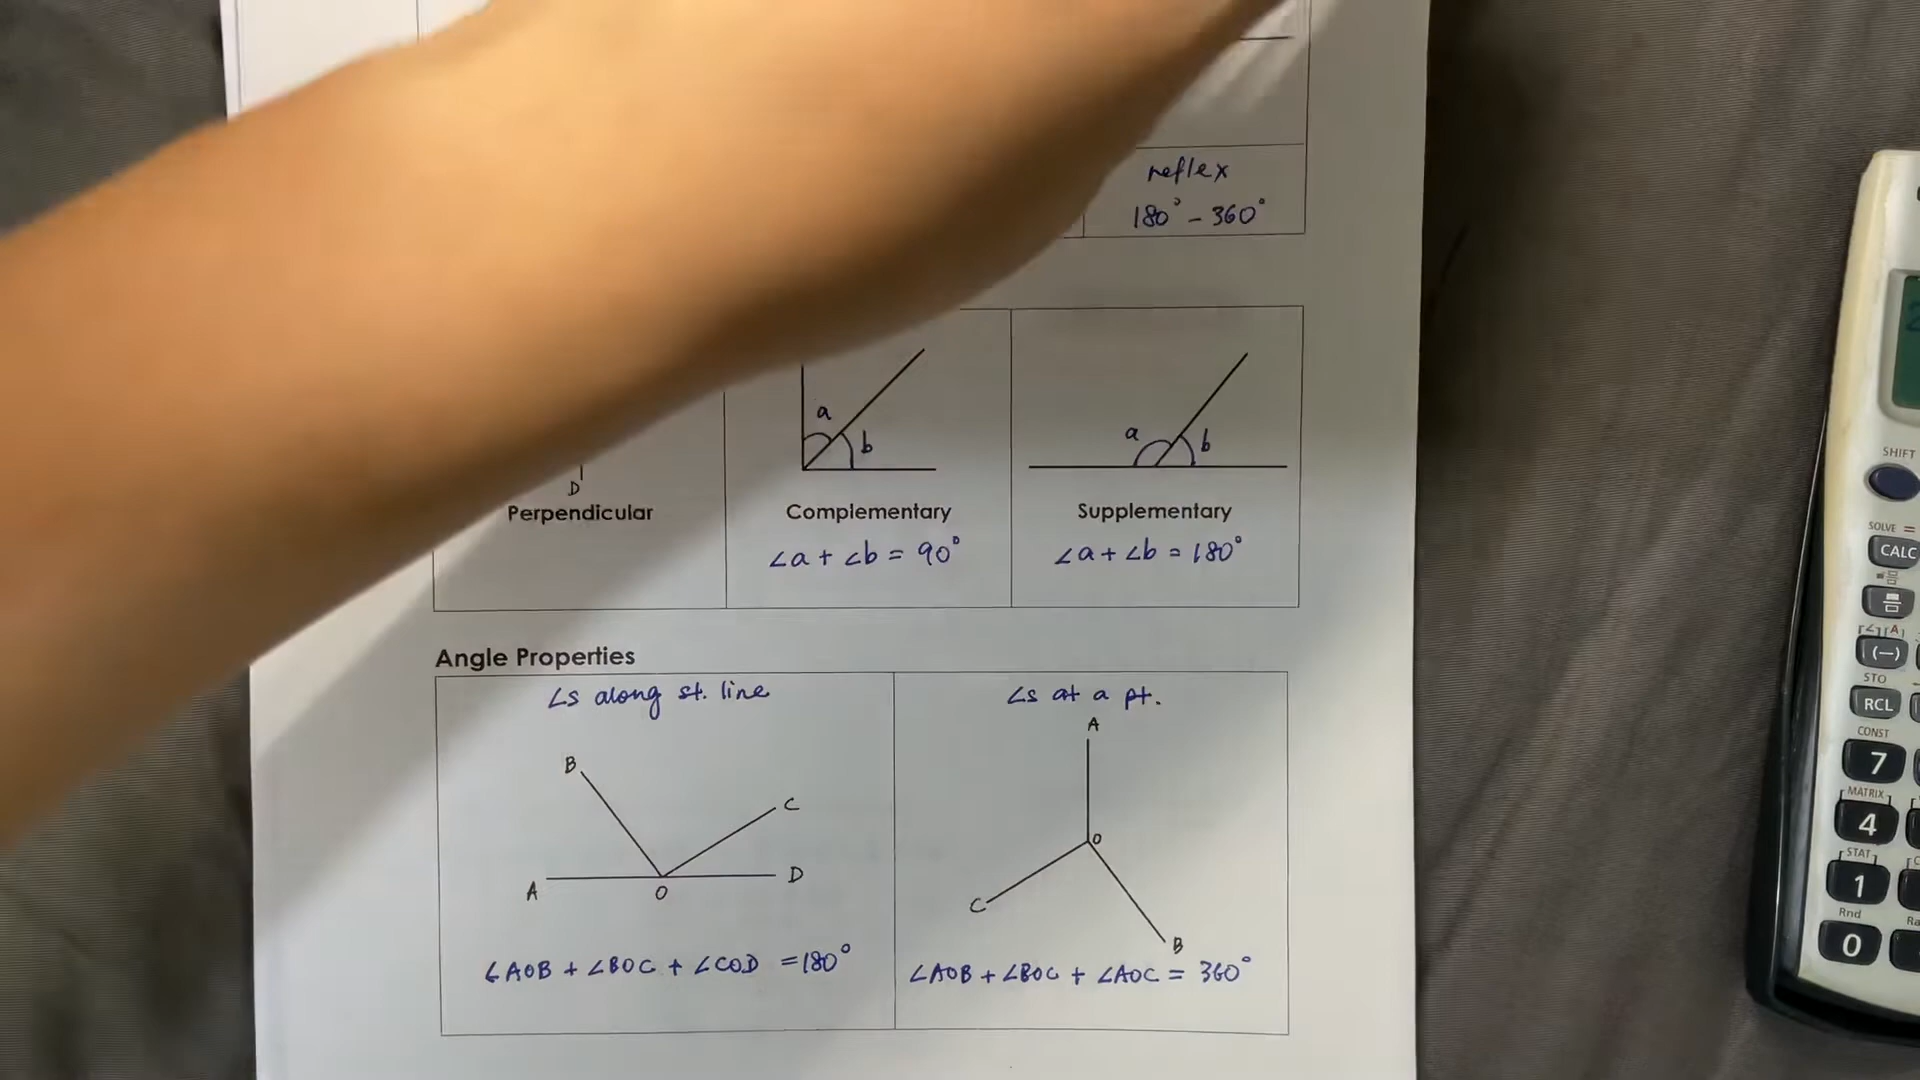 reflex
180° - 360°
a
b
a
b
D
Perpendicular
Complementary
Supplementary
∠a + ∠b = 90°
∠a + ∠b = 180°
Angle Properties
∠s along st. line
∠s at a pt.
A
B
C
O
A
O
D
C
B
∠AOB + ∠BOC + ∠COD = 180°
∠AOB + ∠BOC + ∠AOC = 360°
SHIFT
SOLVE =
CALC
(−)
STO
RCL
CONST
7
MATRIX
4
STAT
1
Rnd
0